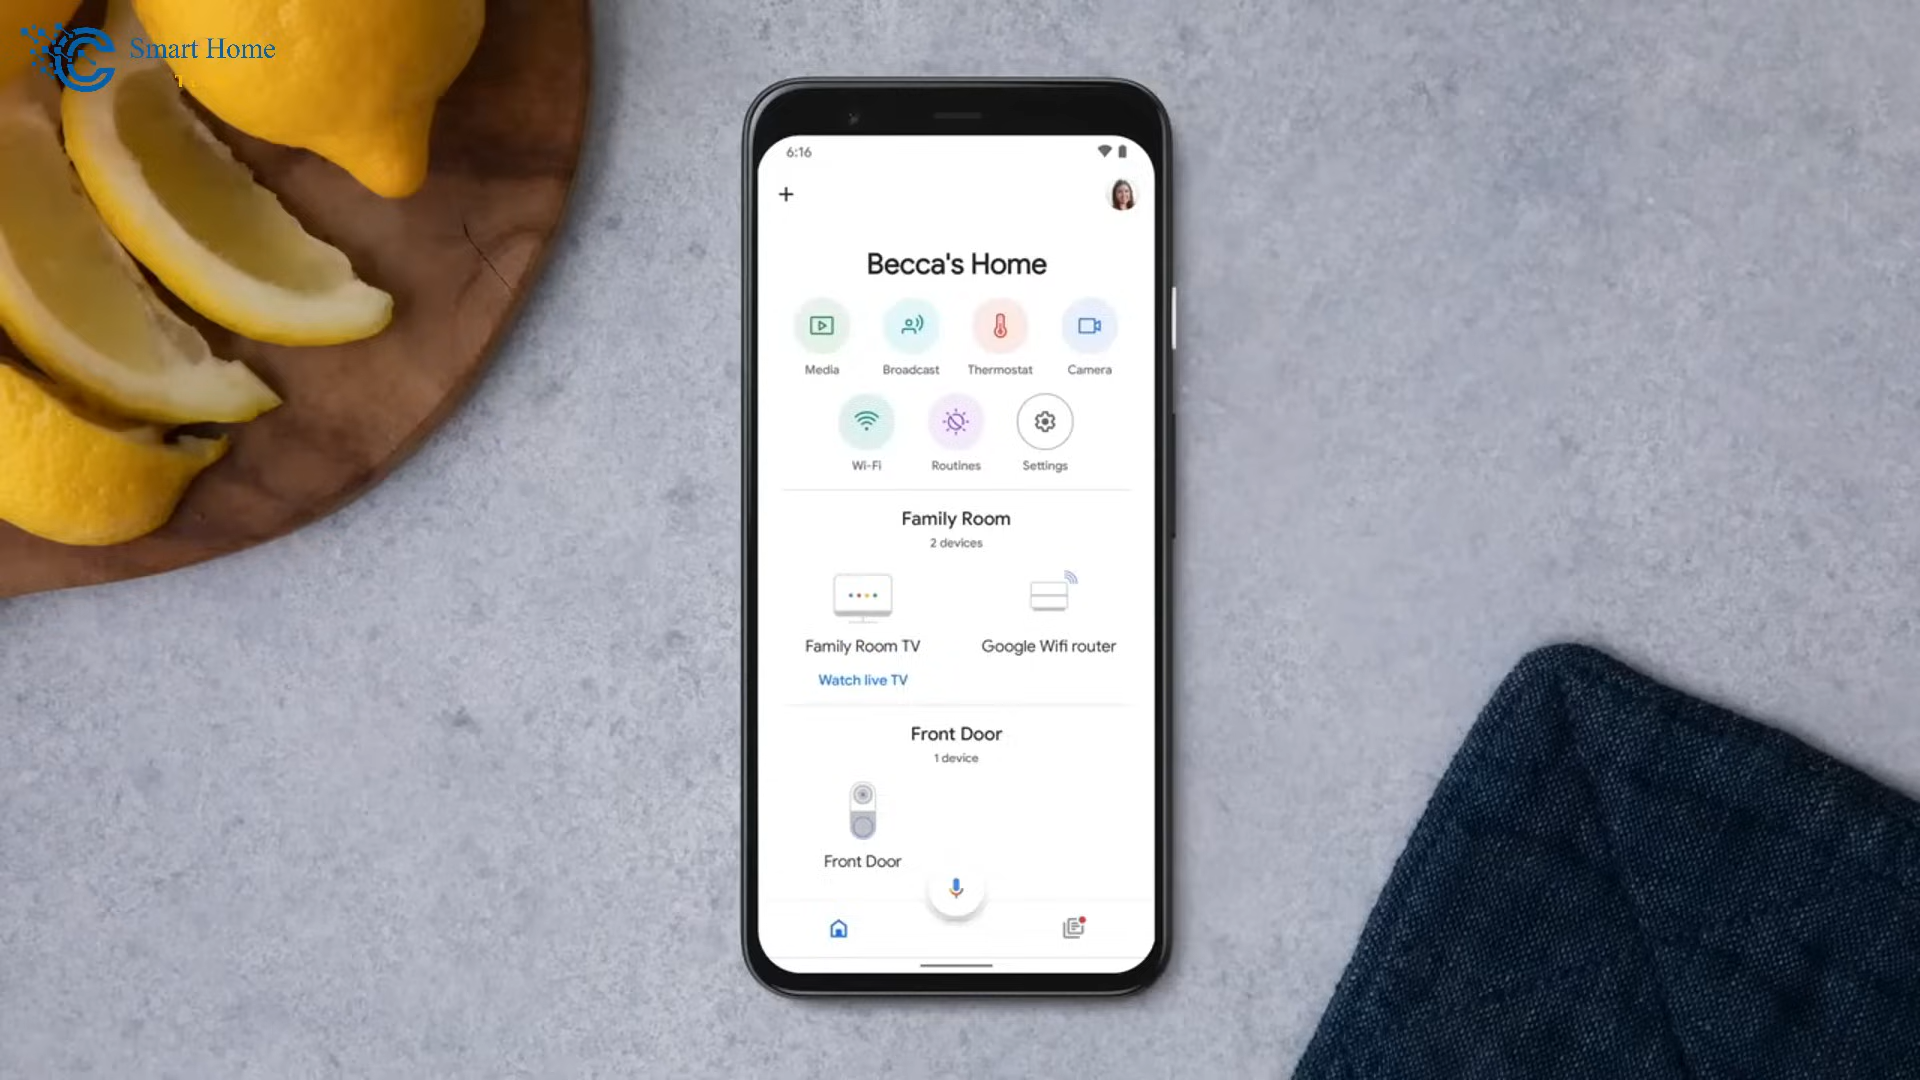 Smart Home
6:16
Becca's Home
Media Broadcast Thermostat Camera
Wi-Fi Routines Settings
Family Room
2 devices
Family Room TV Google Wifi router
Watch live TV
Front Door
1 device
Front Door